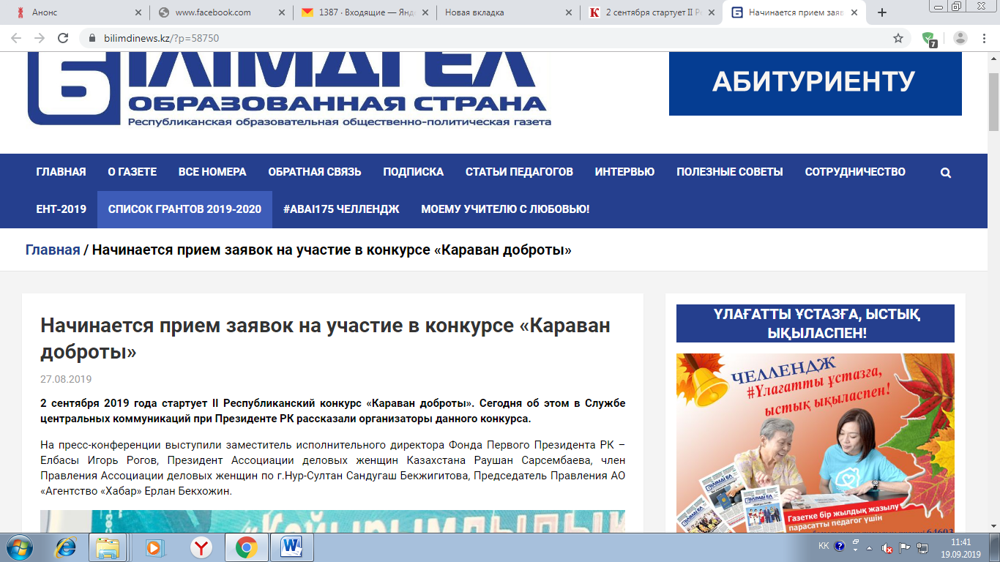 Анонс
www.facebook.com
1387 · Входящие — Янд
Новая вкладка
2 сентября стартует II Р
Начинается прием заяв
bilimdinews.kz/?p=58750
7
БІЛІМДІ ЕЛ
ОБРАЗОВАННАЯ СТРАНА
Республиканская образовательная общественно-политическая газета
АБИТУРИЕНТУ
ГЛАВНАЯ О ГАЗЕТЕ ВСЕ НОМЕРА ОБРАТНАЯ СВЯЗЬ ПОДПИСКА СТАТЬИ ПЕДАГОГОВ ИНТЕРВЬЮ ПОЛЕЗНЫЕ СОВЕТЫ СОТРУДНИЧЕСТВО
ЕНТ-2019 СПИСОК ГРАНТОВ 2019-2020 #ABAI175 ЧЕЛЛЕНДЖ МОЕМУ УЧИТЕЛЮ С ЛЮБОВЬЮ!
Главная / Начинается прием заявок на участие в конкурсе «Караван доброты»
Начинается прием заявок на участие в конкурсе «Караван
доброты»
27.08.2019
2 сентября 2019 года стартует II Республиканский конкурс «Караван доброты». Сегодня об этом в Службе
центральных коммуникаций при Президенте РК рассказали организаторы данного конкурса.
На пресс-конференции выступили заместитель исполнительного директора Фонда Первого Президента РК –
Елбасы Игорь Рогов, Президент Ассоциации деловых женщин Казахстана Раушан Сарсембаева, член
Правления Ассоциации деловых женщин по г.Нур-Султан Сандугаш Бекжигитова, Председатель Правления АО
«Агентство «Хабар» Ерлан Бекхожин.
«Қайырымдылық
ҰЛАҒАТТЫ ҰСТАЗҒА, ЫСТЫҚ
ЫҚЫЛАСПЕН!
ЧЕЛЛЕНДЖ
#Ұлағатты ұстазға,
ыстық ықыласпен!
БІЛІМДІ ЕЛ
БІЛІМДІ ЕЛ
Газетке бір жылдық жазылу
парасатты педагог үшін
64603
KK
11:41
19.09.2019